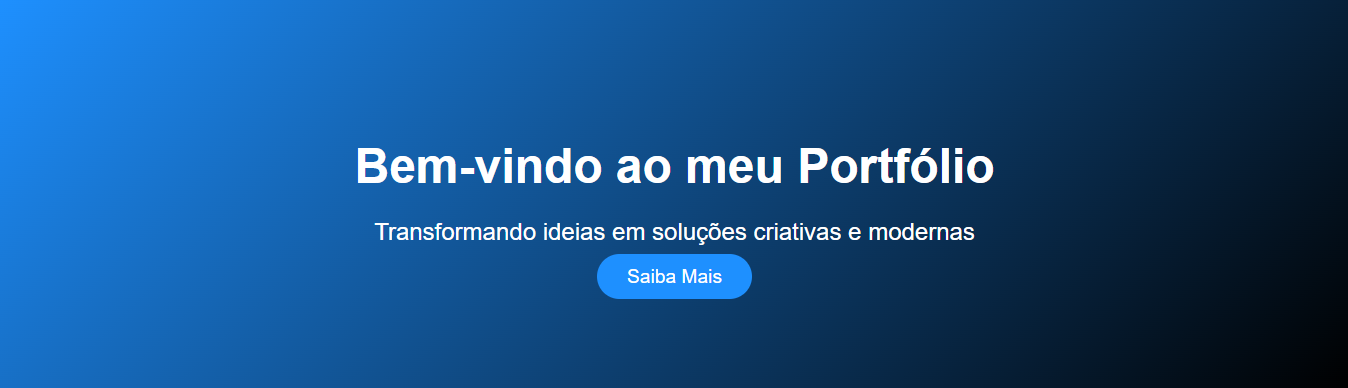 Bem-vindo ao meu Portfólio
Transformando ideias em soluções criativas e modernas
Saiba Mais